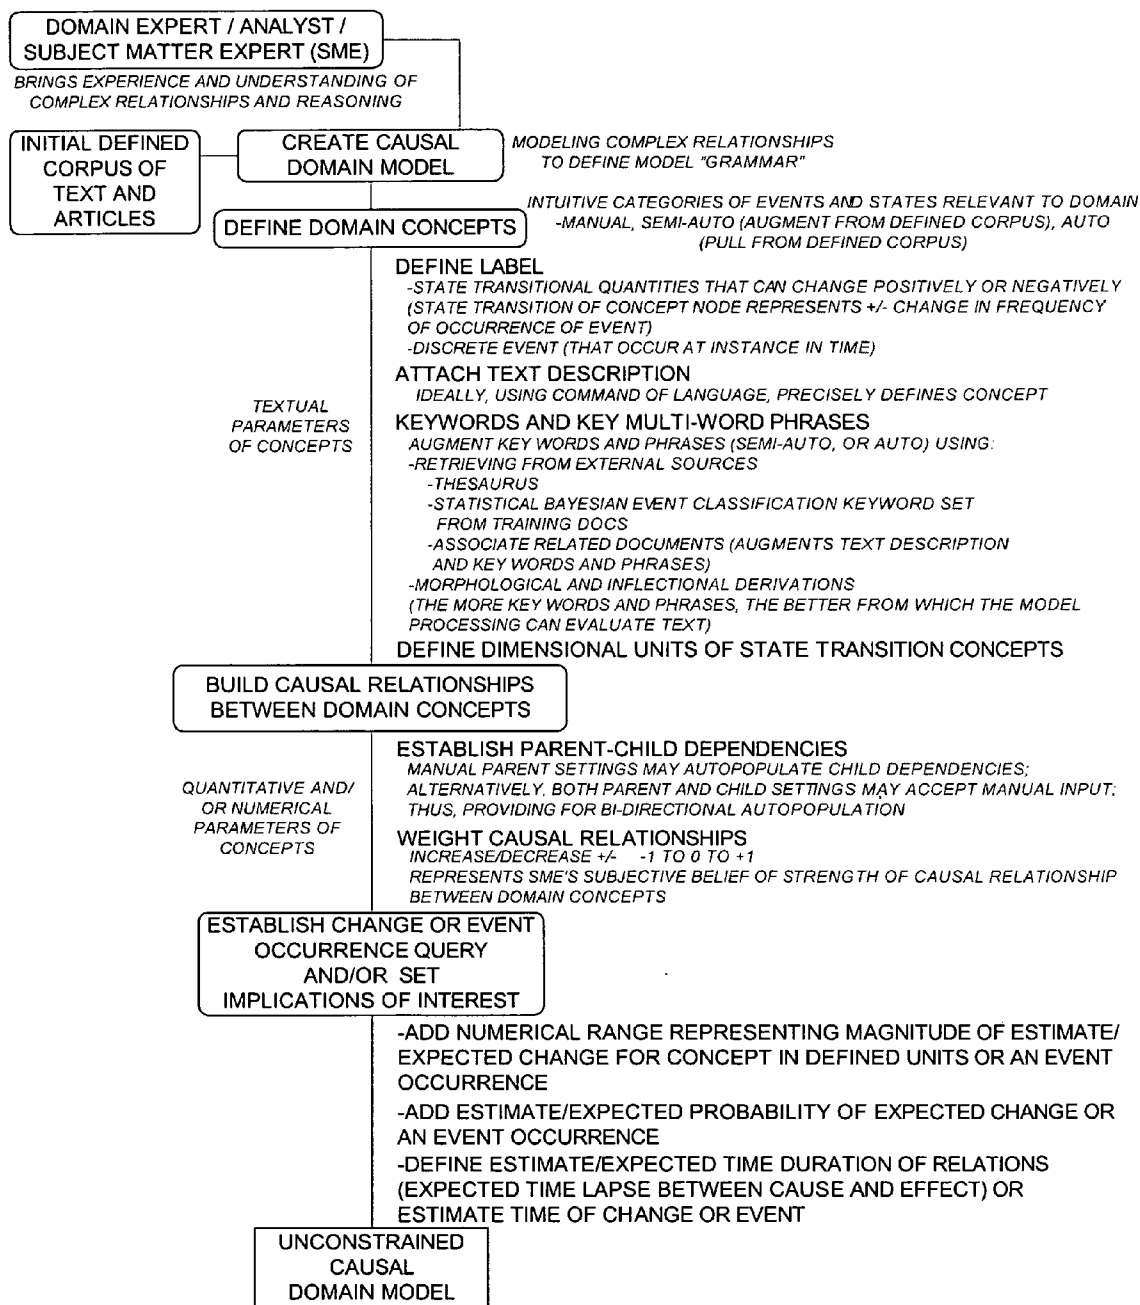 DOMAIN EXPERT / ANALYST /
SUBJECT MATTER EXPERT (SME)
BRINGS EXPERIENCE AND UNDERSTANDING OF
COMPLEX RELATIONSHIPS AND REASONING
INITIAL DEFINED
CORPUS OF
TEXT AND
ARTICLES
CREATE CAUSAL
DOMAIN MODEL
MODELING COMPLEX RELATIONSHIPS
TO DEFINE MODEL "GRAMMAR"
DEFINE DOMAIN CONCEPTS
INTUITIVE CATEGORIES OF EVENTS AND STATES RELEVANT TO DOMAIN
-MANUAL, SEMI-AUTO (AUGMENT FROM DEFINED CORPUS), AUTO
(PULL FROM DEFINED CORPUS)
DEFINE LABEL
-STATE TRANSITIONAL QUANTITIES THAT CAN CHANGE POSITIVELY OR NEGATIVELY
(STATE TRANSITION OF CONCEPT NODE REPRESENTS +/- CHANGE IN FREQUENCY
OF OCCURRENCE OF EVENT)
-DISCRETE EVENT (THAT OCCUR AT INSTANCE IN TIME)
ATTACH TEXT DESCRIPTION
IDEALLY, USING COMMAND OF LANGUAGE, PRECISELY DEFINES CONCEPT
TEXTUAL
PARAMETERS
OF CONCEPTS
KEYWORDS AND KEY MULTI-WORD PHRASES
AUGMENT KEY WORDS AND PHRASES (SEMI-AUTO, OR AUTO) USING:
-RETRIEVING FROM EXTERNAL SOURCES
-THESAURUS
-STATISTICAL BAYESIAN EVENT CLASSIFICATION KEYWORD SET
FROM TRAINING DOCS
-ASSOCIATE RELATED DOCUMENTS (AUGMENTS TEXT DESCRIPTION
AND KEY WORDS AND PHRASES)
-MORPHOLOGICAL AND INFLECTIONAL DERIVATIONS
(THE MORE KEY WORDS AND PHRASES, THE BETTER FROM WHICH THE MODEL
PROCESSING CAN EVALUATE TEXT)
DEFINE DIMENSIONAL UNITS OF STATE TRANSITION CONCEPTS
BUILD CAUSAL RELATIONSHIPS
BETWEEN DOMAIN CONCEPTS
ESTABLISH PARENT-CHILD DEPENDENCIES
MANUAL PARENT SETTINGS MAY AUTOPOPULATE CHILD DEPENDENCIES;
ALTERNATIVELY, BOTH PARENT AND CHILD SETTINGS MAY ACCEPT MANUAL INPUT;
THUS, PROVIDING FOR BI-DIRECTIONAL AUTOPOPULATION
QUANTITATIVE AND/
OR NUMERICAL
PARAMETERS OF
CONCEPTS
WEIGHT CAUSAL RELATIONSHIPS
INCREASE/DECREASE +/- -1 TO 0 TO +1
REPRESENTS SME'S SUBJECTIVE BELIEF OF STRENGTH OF CAUSAL RELATIONSHIP
BETWEEN DOMAIN CONCEPTS
ESTABLISH CHANGE OR EVENT
OCCURRENCE QUERY
AND/OR SET
IMPLICATIONS OF INTEREST
-ADD NUMERICAL RANGE REPRESENTING MAGNITUDE OF ESTIMATE/
EXPECTED CHANGE FOR CONCEPT IN DEFINED UNITS OR AN EVENT
OCCURRENCE
-ADD ESTIMATE/EXPECTED PROBABILITY OF EXPECTED CHANGE OR
AN EVENT OCCURRENCE
-DEFINE ESTIMATE/EXPECTED TIME DURATION OF RELATIONS
(EXPECTED TIME LAPSE BETWEEN CAUSE AND EFFECT) OR
ESTIMATE TIME OF CHANGE OR EVENT
UNCONSTRAINED
CAUSAL
DOMAIN MODEL